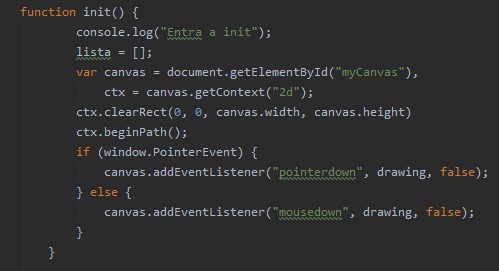 function init() {
console.log("Entra a init");
lista = [];
var canvas = document.getElementById("myCanvas"),
ctx = canvas.getContext("2d");
ctx.clearRect(0, 0, canvas.width, canvas.height)
ctx.beginPath();
if (window.PointerEvent) {
canvas.addEventListener("pointerdown", drawing, false);
} else {
canvas.addEventListener("mousedown", drawing, false);
}
}